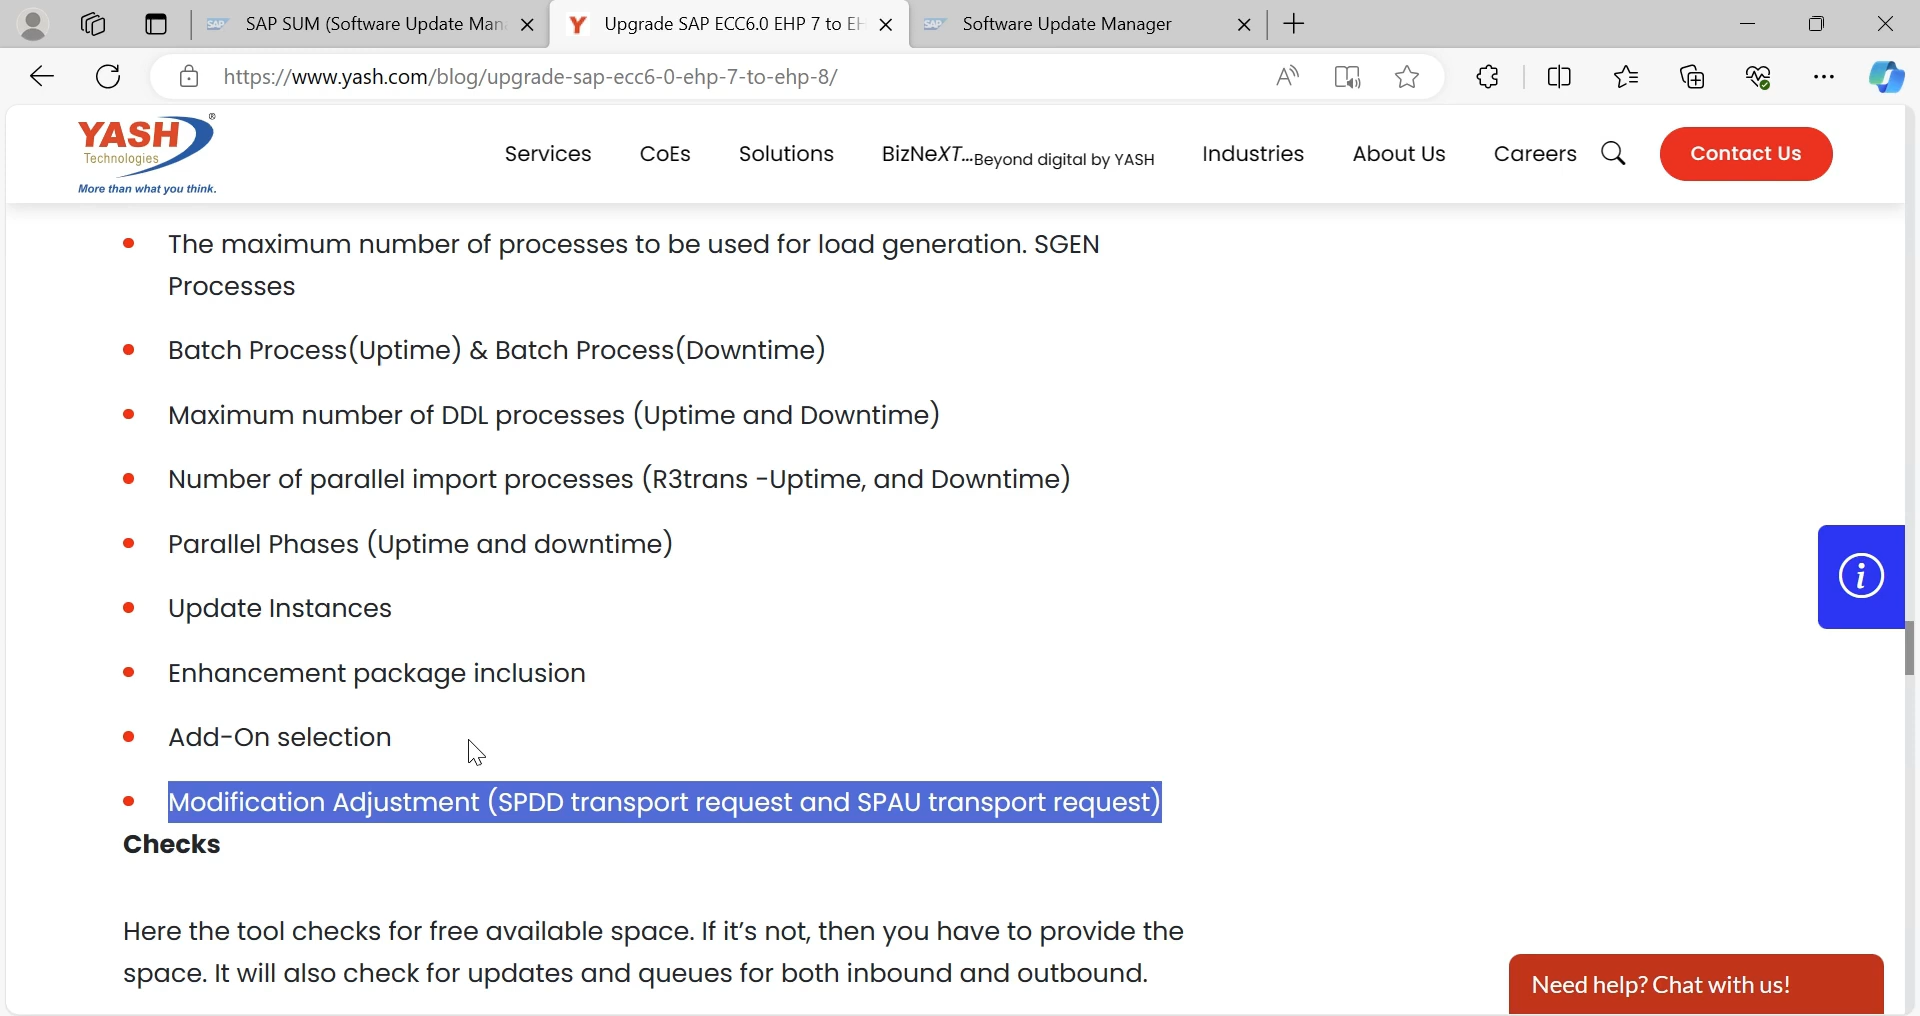 SAP SUM (Software Update Man
Upgrade SAP ECC6.0 EHP 7 to EH
SAP Software Update Manager
https://www.yash.com/blog/upgrade-sap-ecc6-0-ehp-7-to-ehp-8/
YASH ®
Technologies
More than what you think.
Services
CoEs
Solutions
BizNeXT...Beyond digital by YASH
Industries
About Us
Careers
Contact Us
• The maximum number of processes to be used for load generation. SGEN
Processes
• Batch Process(Uptime) & Batch Process(Downtime)
• Maximum number of DDL processes (Uptime and Downtime)
• Number of parallel import processes (R3trans -Uptime, and Downtime)
• Parallel Phases (Uptime and downtime)
• Update Instances
• Enhancement package inclusion
• Add-On selection
• Modification Adjustment (SPDD transport request and SPAU transport request)
Checks
Here the tool checks for free available space. If it's not, then you have to provide the
space. It will also check for updates and queues for both inbound and outbound.
i
Need help? Chat with us!